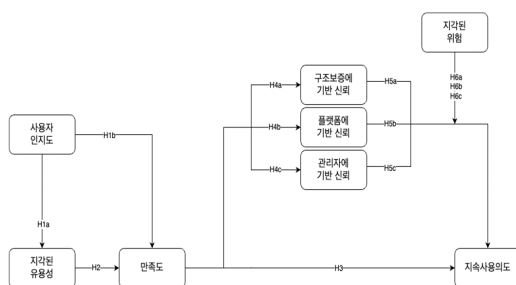 지각된
위험
H6a
H6b
H6c
구조보증에
기반 신뢰
H4a
H5a
사용자
인지도
H1b
플랫폼에
기반 신뢰
H4b
H5b
관리자에
기반 신뢰
H4c
H5c
H1a
지각된
유용성
H2
만족도
H3
지속사용의도